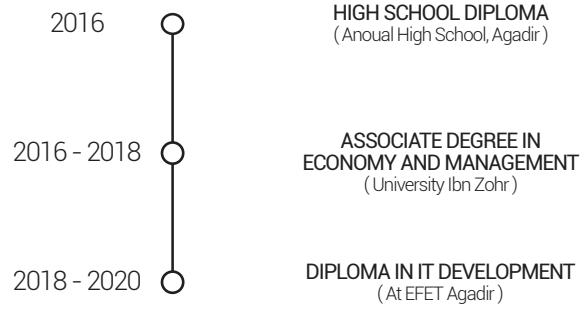 2016
HIGH SCHOOL DIPLOMA
( Anoual High School, Agadir )
2016 - 2018
ASSOCIATE DEGREE IN
ECONOMY AND MANAGEMENT
( University Ibn Zohr )
2018 - 2020
DIPLOMA IN IT DEVELOPMENT
( At EFET Agadir )